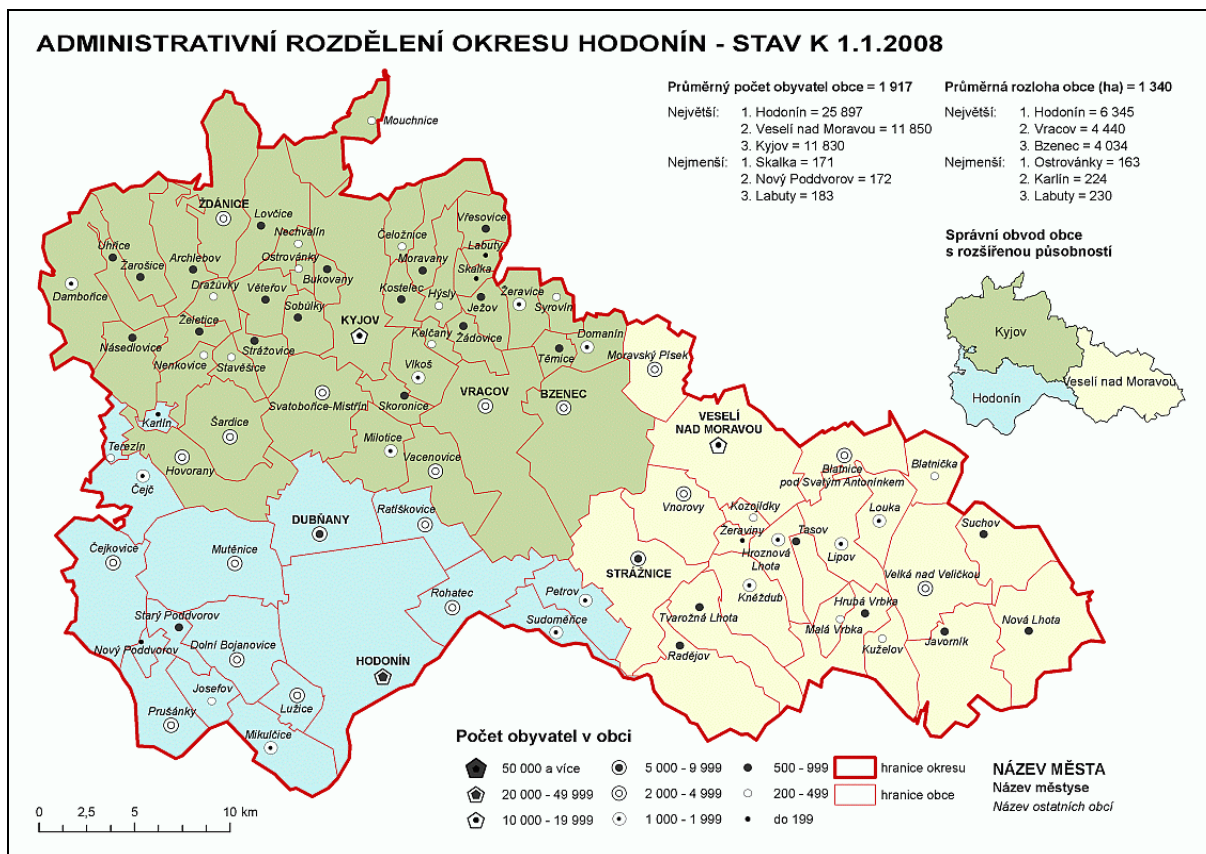 ADMINISTRATIVNÍ ROZDĚLENÍ OKRESU HODONÍN - STAV K 1.1.2008
Průměrný počet obyvatel obce = 1 917
Největší: 1. Hodonín = 25 897
2. Veselí nad Moravou = 11 850
3. Kyjov = 11 830
Nejmenší: 1. Skalka = 171
2. Nový Poddvorov = 172
3. Labuty = 183
Průměrná rozloha obce (ha) = 1 340
Největší: 1. Hodonín = 6 345
2. Vracov = 4 440
3. Bzenec = 4 034
Nejmenší: 1. Ostrovánky = 163
2. Karlín = 224
3. Labuty = 230
Správní obvod obce
s rozšířenou působností
Kyjov
Veselí nad Moravou
Hodonín
Mouchnice
ŽDÁNICE
Lovčice
Nechvalín
Ostrovánky
Bukovany
Čeložnice
Moravany
Vřesovice
Labuty
Skalka
Uhřice
Žarošice
Archlebov
Dražůvky
Věteřov
Sobůlky
Kostelec
Hýsly
Ježov
Žeravice
Syrovín
Dambořice
Násedlovice
Želetice
Nenkovice
Stavěšice
Strážovice
KYJOV
Kelčany
Žádovice
Vlkoš
Skoronice
Těmice
Domanín
Moravský Písek
Svatobořice-Mistřín
VRACOV
BZENEC
Karlín
Šardice
Terezín
Hovorany
Čejč
Milotice
Vacenovice
VESELÍ
NAD MORAVOU
Blatnice
pod Svatým Antonínkem
Blatnička
Vnorovy
Kozojídky
Žeraviny
Hroznová
Lhota
Tasov
Louka
Lipov
Suchov
DUBŇANY
Ratíškovice
Čejkovice
Mutěnice
STRÁŽNICE
Kněždub
Velká nad Veličkou
Rohatec
Petrov
Sudoměřice
Tvarožná Lhota
Hrubá Vrbka
Malá Vrbka
Kuželov
Javorník
Nová Lhota
Radějov
Starý Poddvorov
Nový Poddvorov
Dolní Bojanovice
HODONÍN
Josefov
Lužice
Prušánky
Mikulčice
Počet obyvatel v obci
50 000 a více
20 000 - 49 999
10 000 - 19 999
5 000 - 9 999
2 000 - 4 999
1 000 - 1 999
500 - 999
200 - 499
do 199
hranice okresu
hranice obce
NÁZEV MĚSTA
Název městyse
Název ostatních obcí
0 2,5 5 10 km